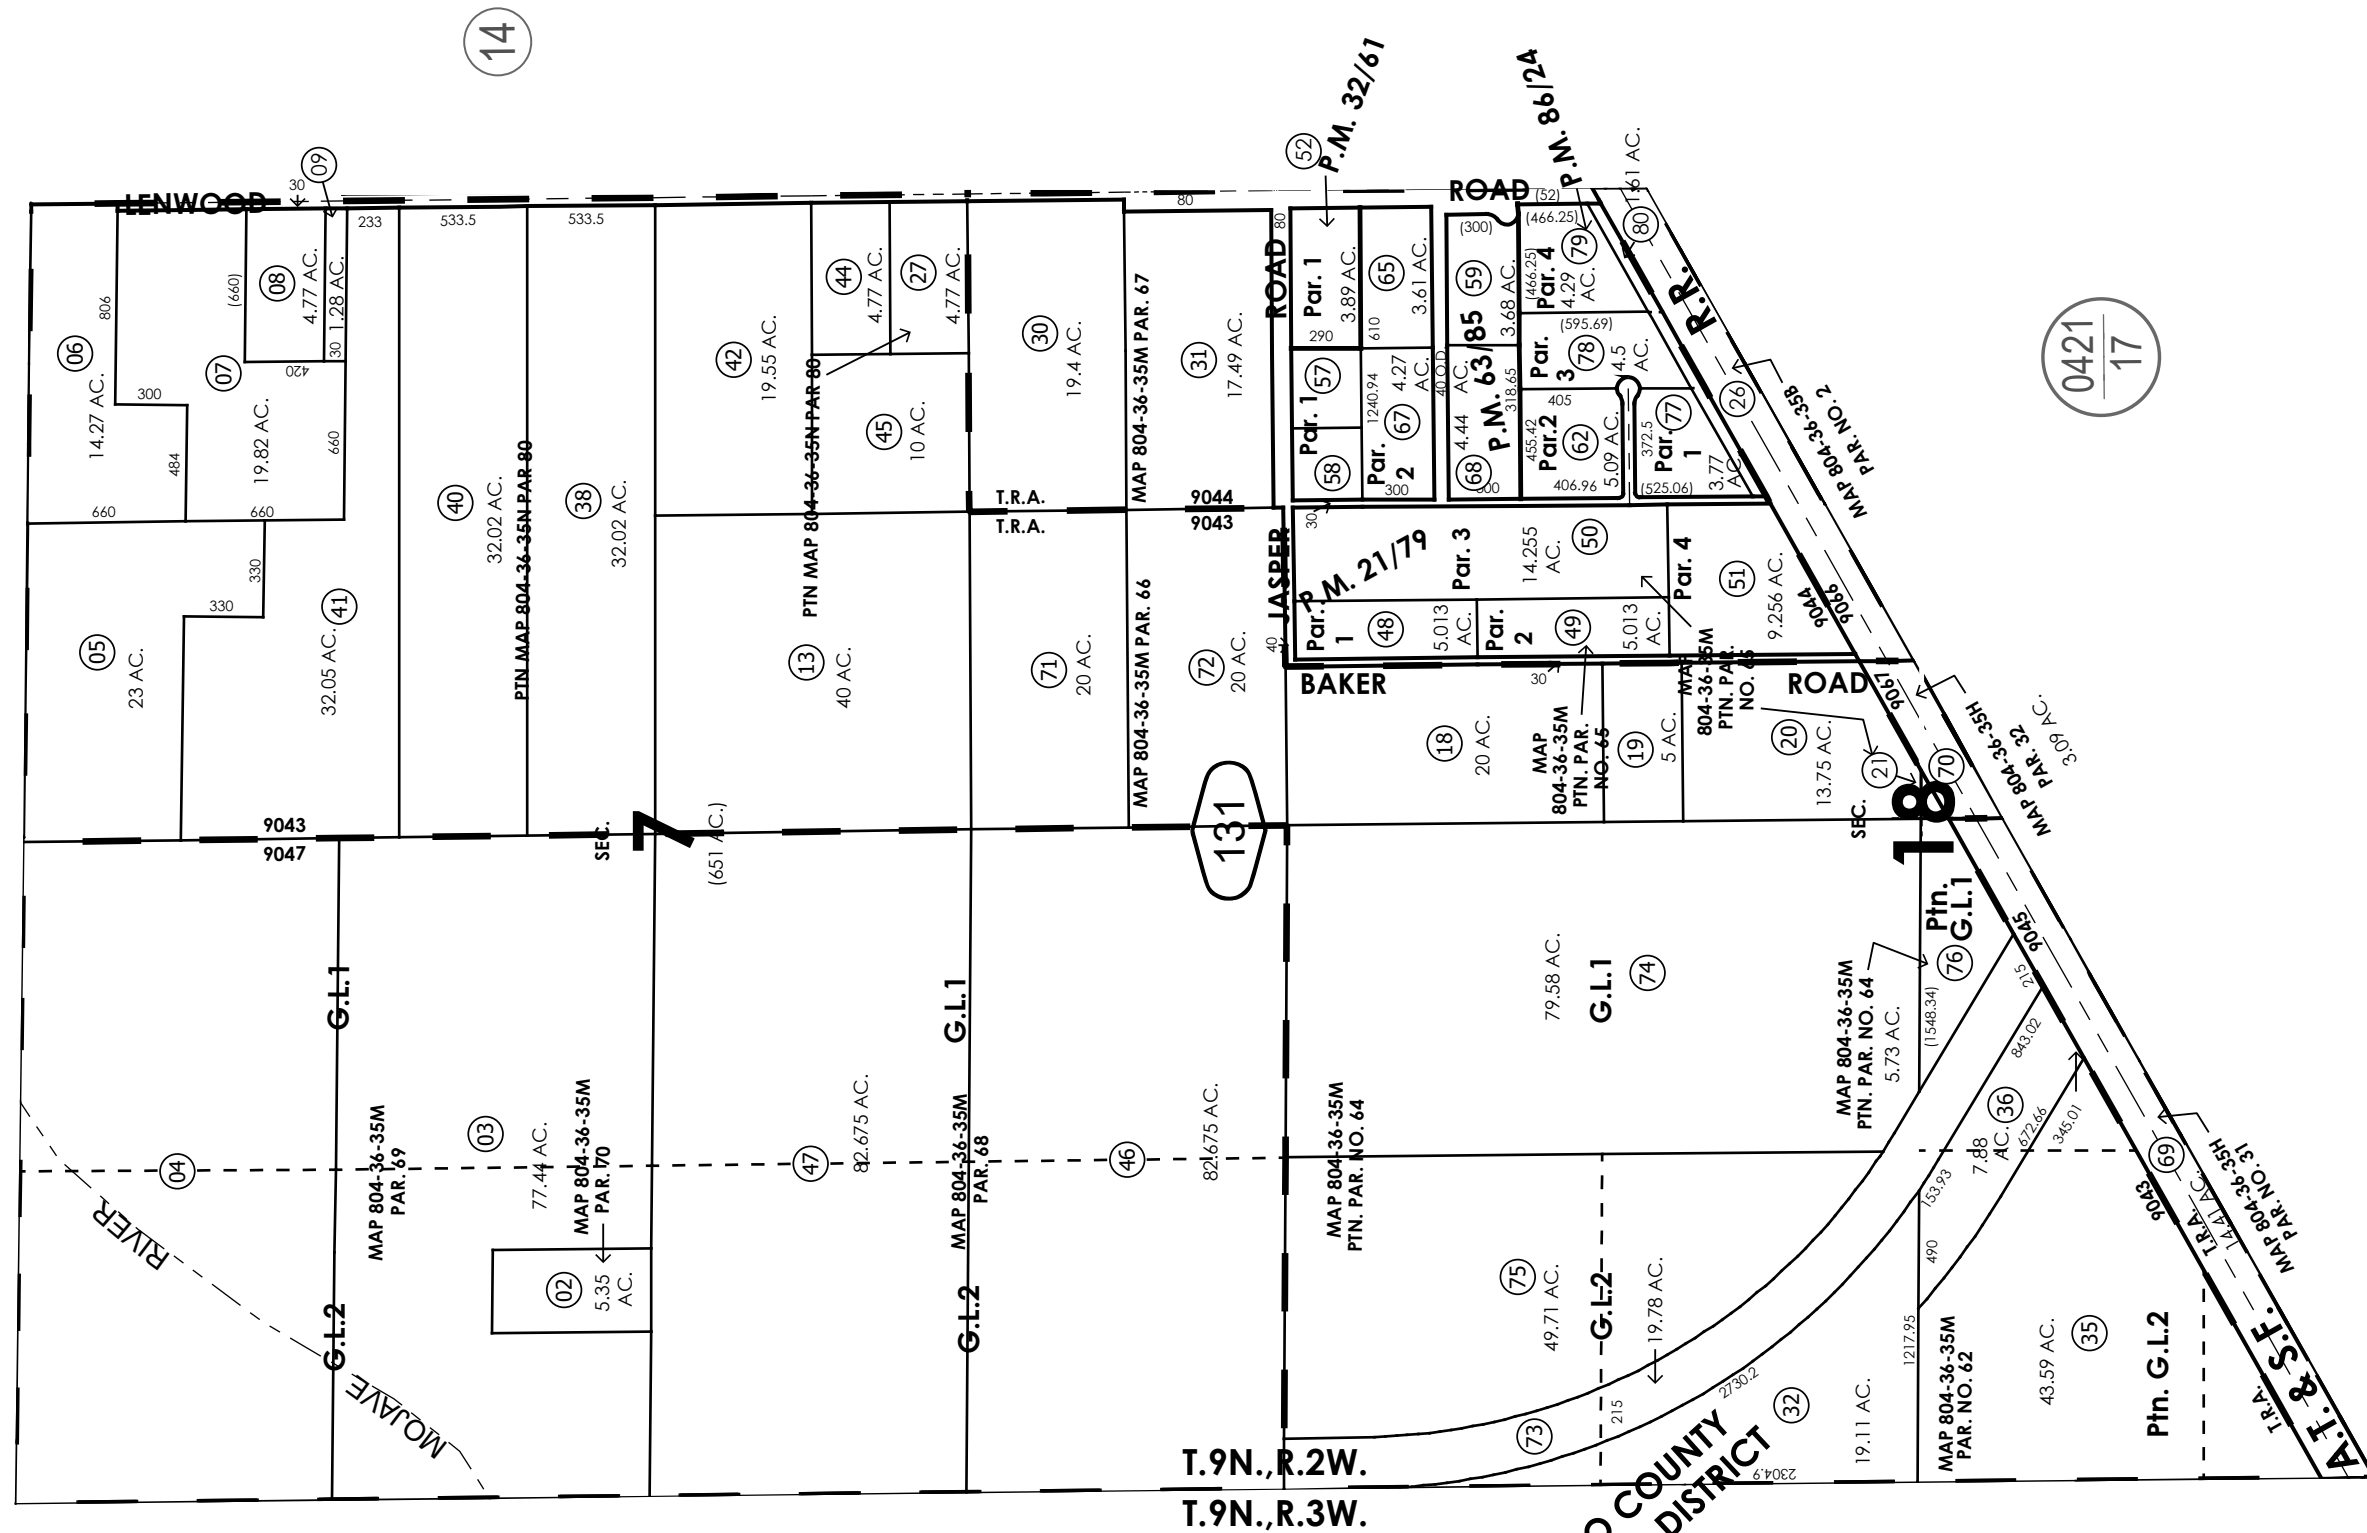 14
LENWOOD
30
09
06
14.27 AC.
806
300
484
660
07
19.82 AC.
(660)
420
660
660
08
4.77 AC.
30 1.28 AC.
233
533.5
533.5
05
23 AC.
330
330
41
32.05 AC.
40
32.02 AC.
PTN MAP 804-36-35N PAR 80
38
32.02 AC.
42
19.55 AC.
PTN MAP 804-36-35N PAR 80
44
4.77 AC.
27
4.77 AC.
45
10 AC.
13
40 AC.
30
19.4 AC.
T.R.A.
9044
T.R.A.
9043
MAP 804-36-35M PAR. 67
80
31
17.49 AC.
71
20 AC.
MAP 804-36-35M PAR. 66
72
20 AC.
JASPER
ROAD
80
40
52
P.M. 32/61
Par. 1
3.89 AC.
290
65
3.61 AC.
610
57
Par. 1
58
1240.94
4.27
AC.
67
Par.
2
300
40 O.D.
ROAD
(300)
59
3.68 AC.
P.M. 63/85
68
4.44
AC.
300
318.65
P.M. 86/24
(52)
(466.25)
(466.25)
Par. 4
4.29
AC.
79
80
1.61 AC.
(595.69)
Par.
3
78
4.5
AC.
405
455.42
Par.2
62
5.09 AC.
406.96
372.5
Par.
1
77
3.77
AC.
(525.06)
R.R.
26
MAP 804-36-35B
PAR. NO. 2
0421
17
30
P.M. 21/79
Par. 3
14.255
AC.
50
Par. 4
51
9.256 AC.
Par.
1
48
5.013
AC.
Par.
2
49
5.013
AC.
9044
9066
BAKER
30
ROAD
MAP
804-36-35M
PTN. PAR.
NO. 65
MAP
804-36-35M
PTN. PAR.
NO. 65
18
20 AC.
19
5 AC.
20
13.75 AC.
21
9067
70
MAP 804-36-35H
PAR. 32
3.09 AC.
9043
9047
SEC.
7
(651 AC.)
131
SEC.
18
G.L.1
G.L.1
G.L.2
G.L.2
04
RIVER
MOJAVE
MAP 804-36-35M
PAR. 69
03
77.44 AC.
MAP 804-36-35M
PAR. 70
02
5.35
AC.
47
82.675 AC.
MAP 804-36-35M
PAR. 68
46
82.675 AC.
79.58 AC.
G.L.1
74
MAP 804-36-35M
PTN. PAR. NO. 64
MAP 804-36-35M
PTN. PAR. NO. 64
5.73 AC.
Ptn.
G.L.1
76
(1548.34)
9045
215
843.02
36
7.88
AC.
672.66
345.01
153.93
490
75
49.71 AC.
G.L.2
19.78 AC.
73
215
2730.2
32
19.11 AC.
2304.9
1217.95
MAP 804-36-35M
PAR. NO. 62
43.59 AC.
35
Ptn. G.L.2
69
9043
T.R.A.
14.41 AC.
MAP 804-36-35H
PAR. NO. 31
T.R.A.
A.T. & S.F.
T.9N.,R.2W.
T.9N.,R.3W.
O COUNTY
DISTRICT